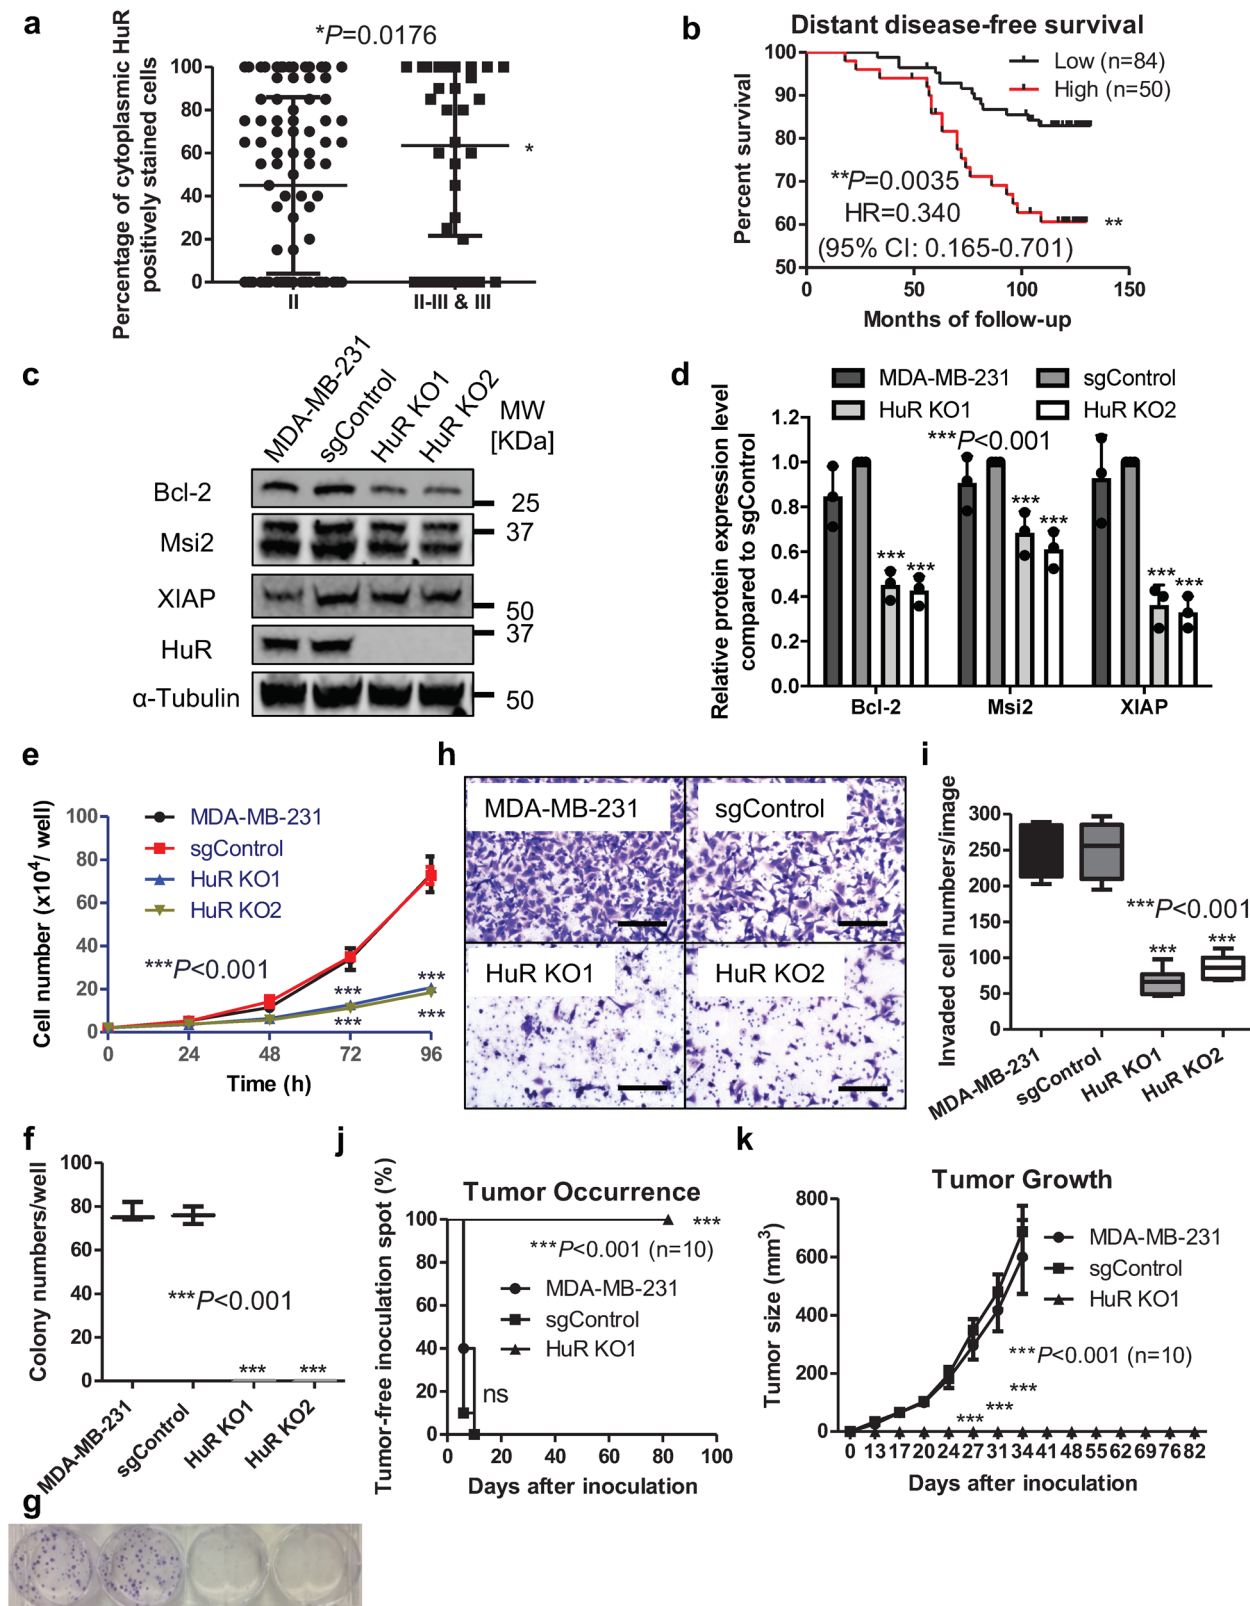 a
*P=0.0176
Percentage of cytoplasmic HuR
positively stained cells
100
80
60
40
20
0
*
II
II-III & III
b
Distant disease-free survival
Percent survival
100
90
80
70
60
50
Low (n=84)
High (n=50)
**P=0.0035
HR=0.340
(95% CI: 0.165-0.701)
**
0 50 100 150
Months of follow-up
c
MDA-MB-231
sgControl
HuR KO1
HuR KO2
MW
[KDa]
Bcl-2
25
Msi2
37
XIAP
50
HuR
37
α-Tubulin
50
d
MDA-MB-231
sgControl
HuR KO1
HuR KO2
Relative protein expression level
compared to sgControl
1.2
1.0
0.8
0.6
0.4
0.2
0.0
***P<0.001
*** ***
*** ***
*** ***
Bcl-2 Msi2 XIAP
e
Cell number (x10⁴/ well)
100
80
60
40
20
0
MDA-MB-231
sgControl
HuR KO1
HuR KO2
***P<0.001
*** ***
*** ***
0 24 48 72 96
Time (h)
h
MDA-MB-231
sgControl
HuR KO1
HuR KO2
i
Invaded cell numbers/image
300
250
200
150
100
50
0
***P<0.001
*** ***
MDA-MB-231
sgControl
HuR KO1
HuR KO2
f
Colony numbers/well
100
80
60
40
20
0
***P<0.001
*** ***
MDA-MB-231
sgControl
HuR KO1
HuR KO2
g
j
Tumor Occurrence
Tumor-free inoculation spot (%)
100
80
60
40
20
0
***
***P<0.001 (n=10)
MDA-MB-231
sgControl
HuR KO1
ns
0 20 40 60 80 100
Days after inoculation
k
Tumor Growth
Tumor size (mm³)
800
600
400
200
0
MDA-MB-231
sgControl
HuR KO1
***P<0.001 (n=10)
***
***
***
0 13 17 20 24 27 31 34 41 48 55 62 69 76 82
Days after inoculation